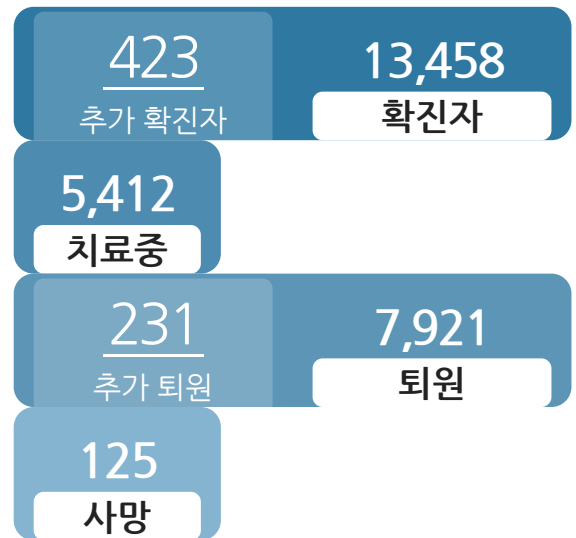 423
추가 확진자
13,458
확진자
5,412
치료중
231
추가 퇴원
7,921
퇴원
125
사망